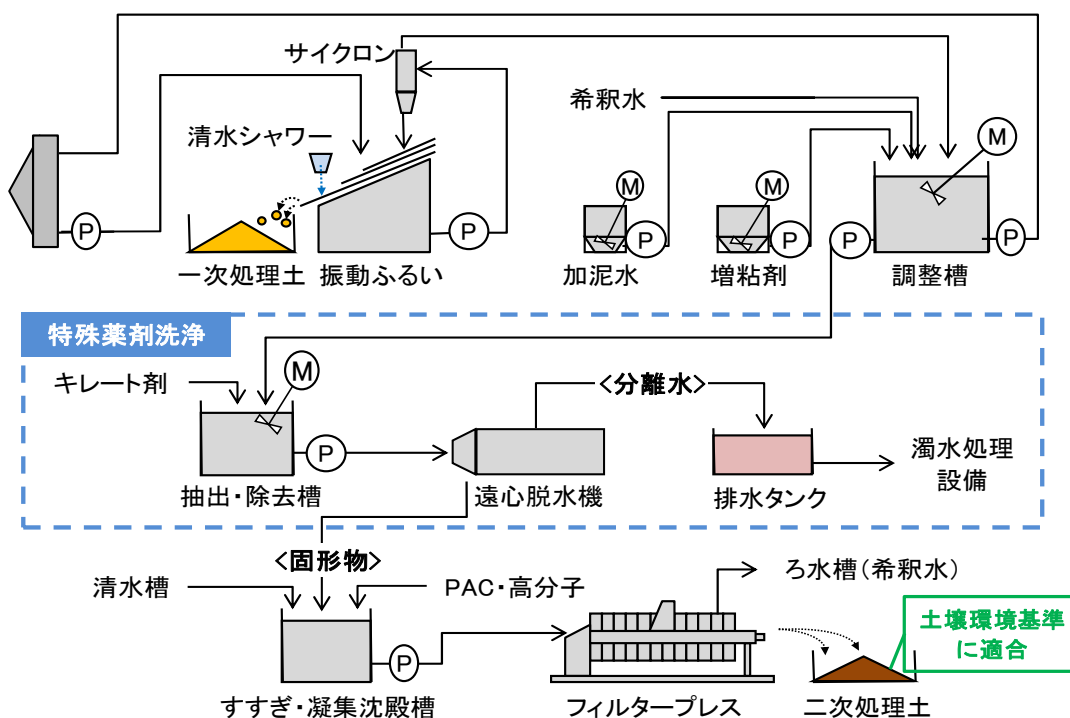 サイクロン
希釈水
清水シャワー
M
M
M
P
P
P
P
P
P
一次処理土
振動ふるい
加泥水
増粘剤
調整槽
特殊薬剤洗浄
キレート剤
M
<分離水>
P
濁水処理
設備
抽出・除去槽
遠心脱水機
排水タンク
<固形物>
清水槽
PAC・高分子
ろ水槽(希釈水)
土壌環境基準
に適合
P
すすぎ・凝集沈殿槽
フィルタープレス
二次処理土